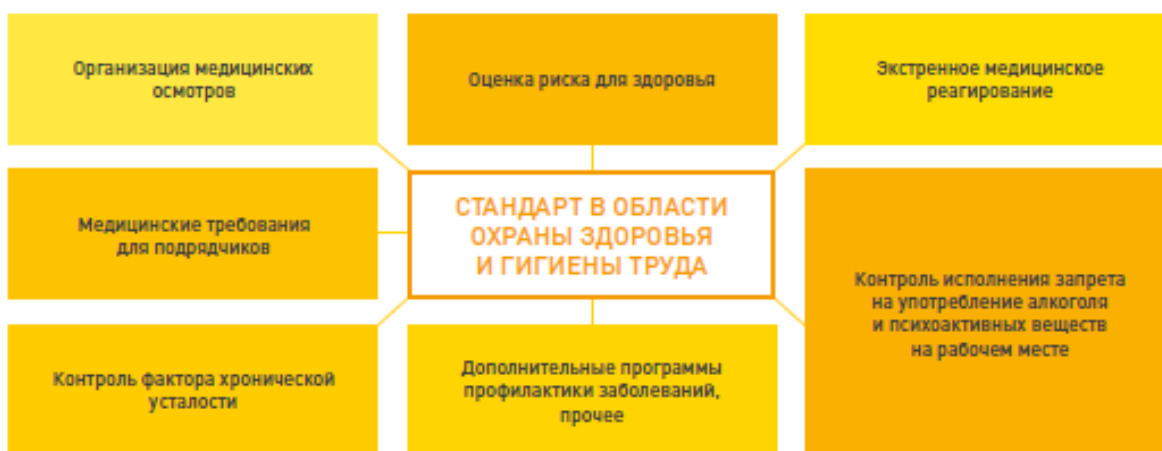 Организация медицинских
осмотров
Оценка риска для здоровья
Экстренное медицинское
реагирование
Медицинские требования
для подрядчиков
СТАНДАРТ В ОБЛАСТИ
ОХРАНЫ ЗДОРОВЬЯ
И ГИГИЕНЫ ТРУДА
Контроль исполнения запрета
на употребление алкоголя
и психоактивных веществ
на рабочем месте
Контроль фактора хронической
усталости
Дополнительные программы
профилактики заболеваний,
прочее